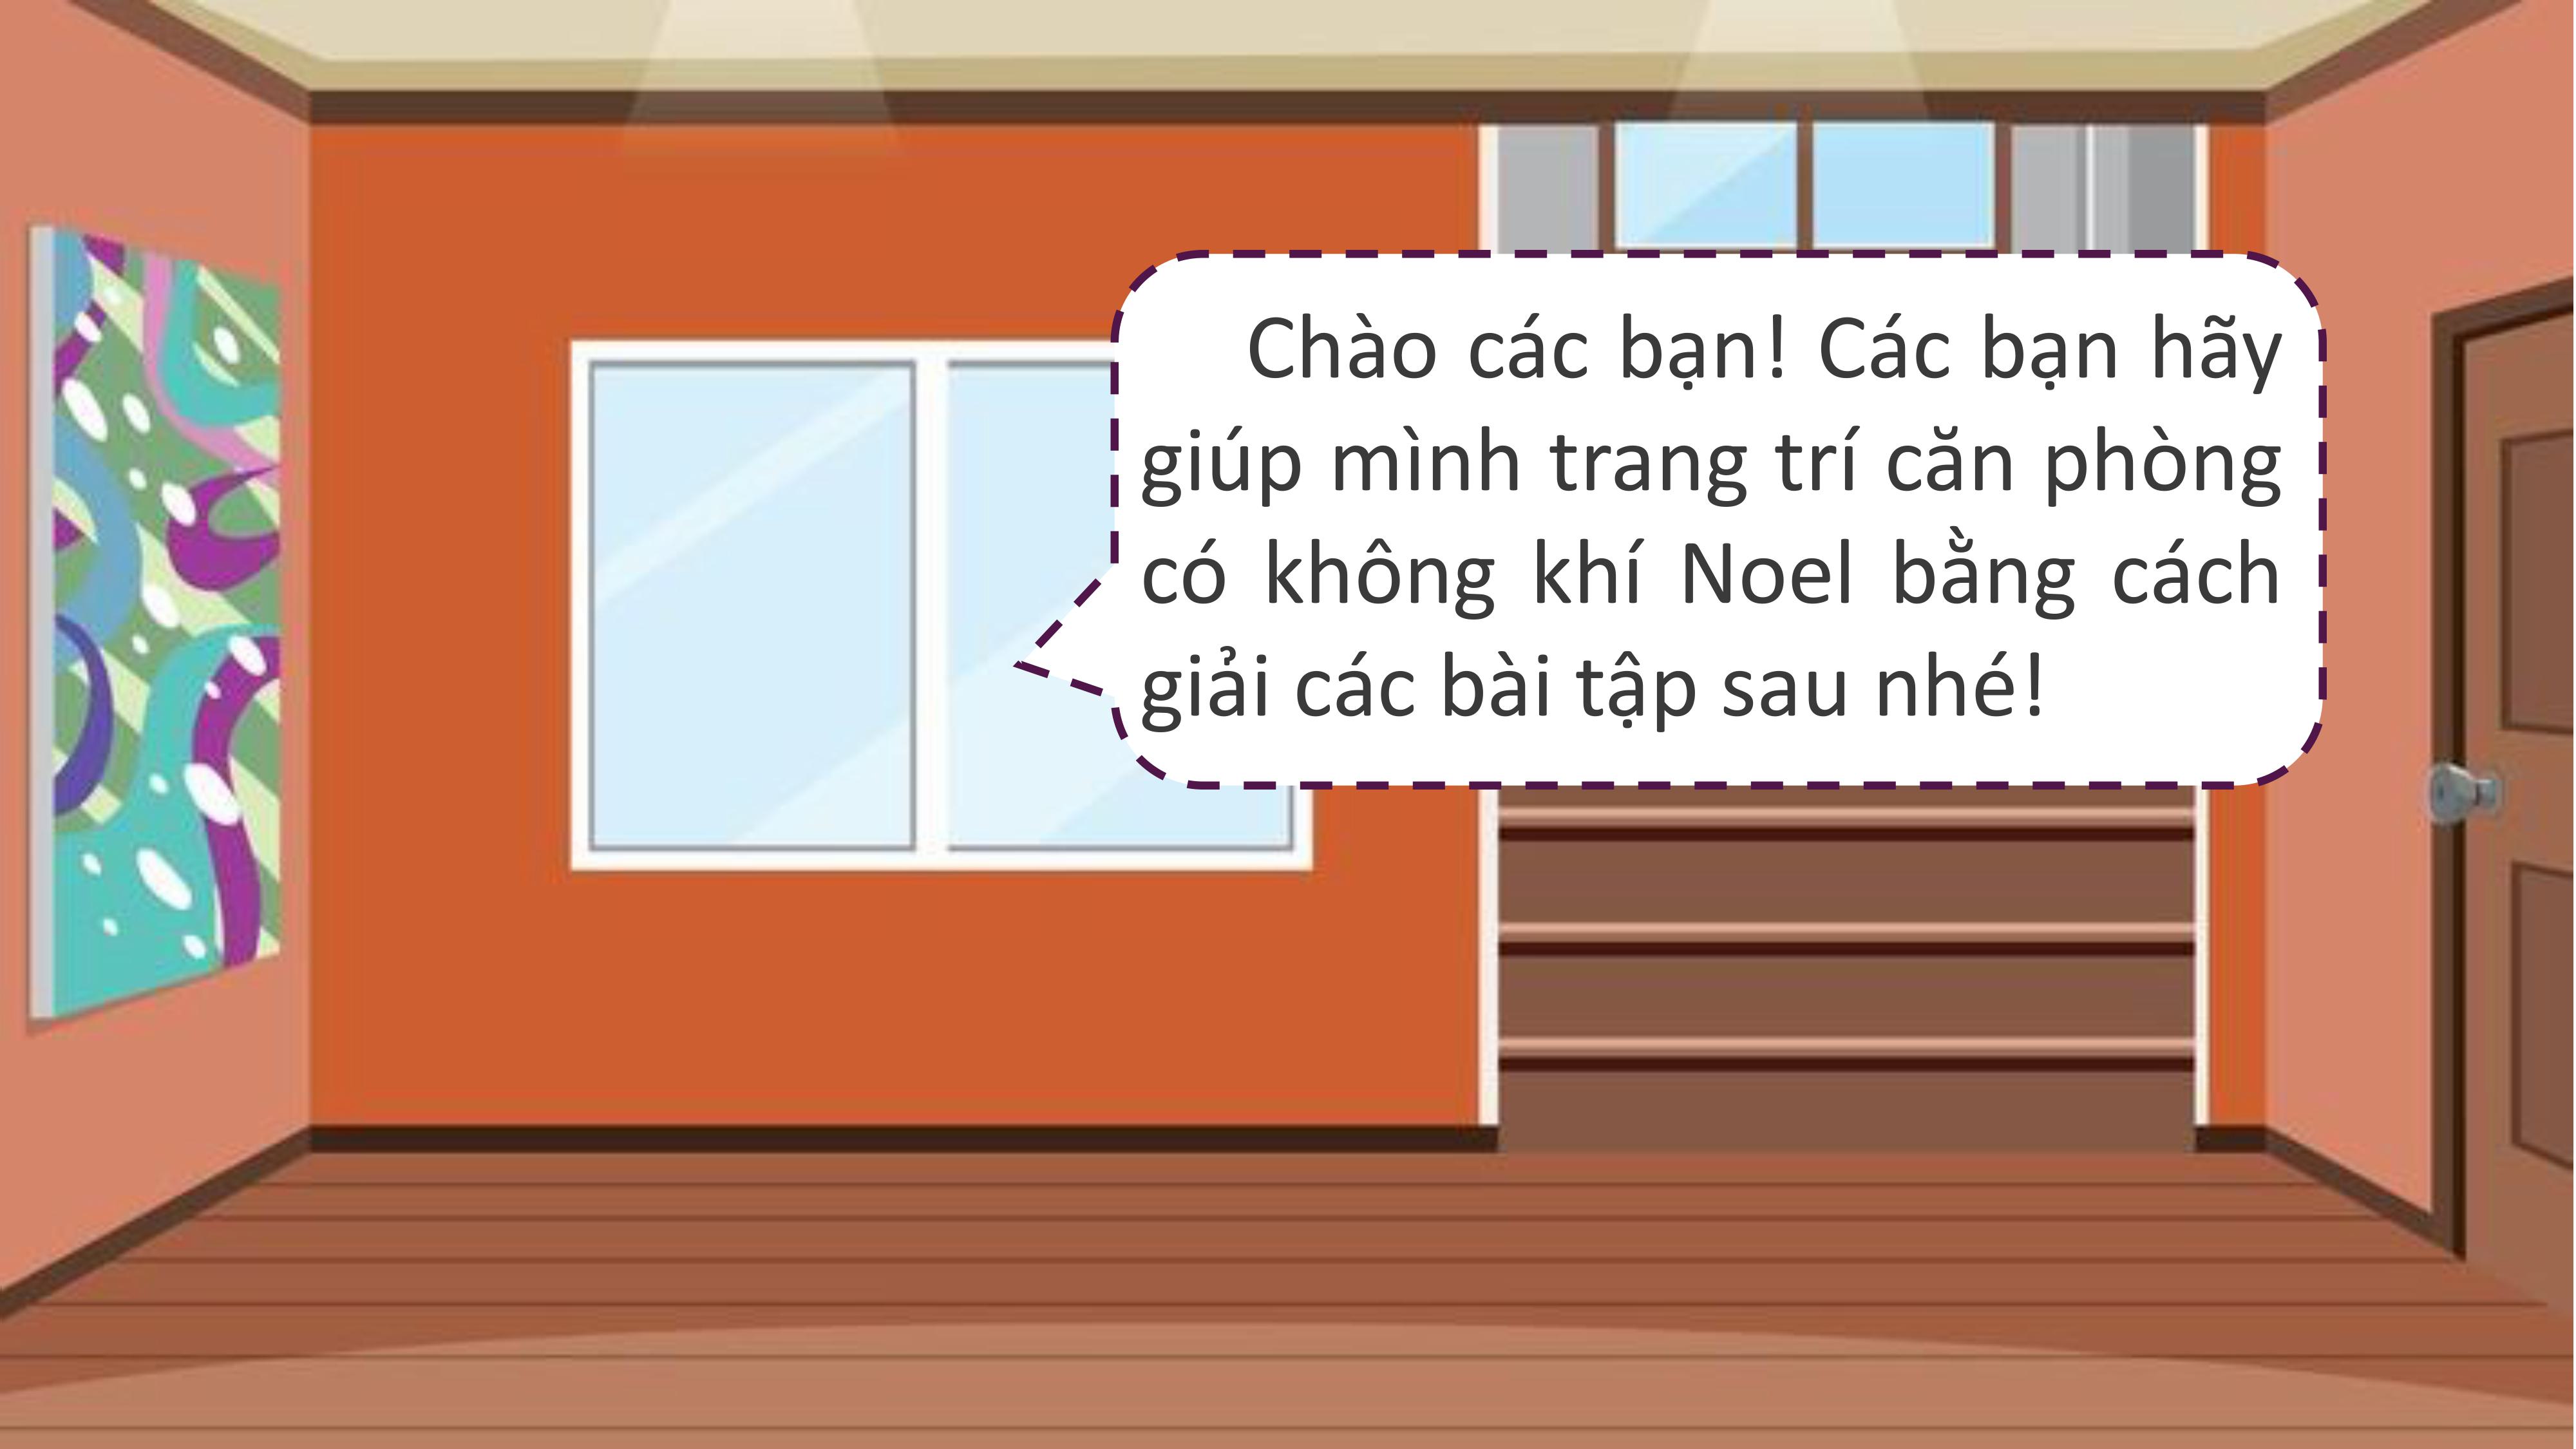 Chào các bạn! Các bạn hãy
giúp mình trang trí căn phòng
có không khí Noel bằng cách
giải các bài tập sau nhé!